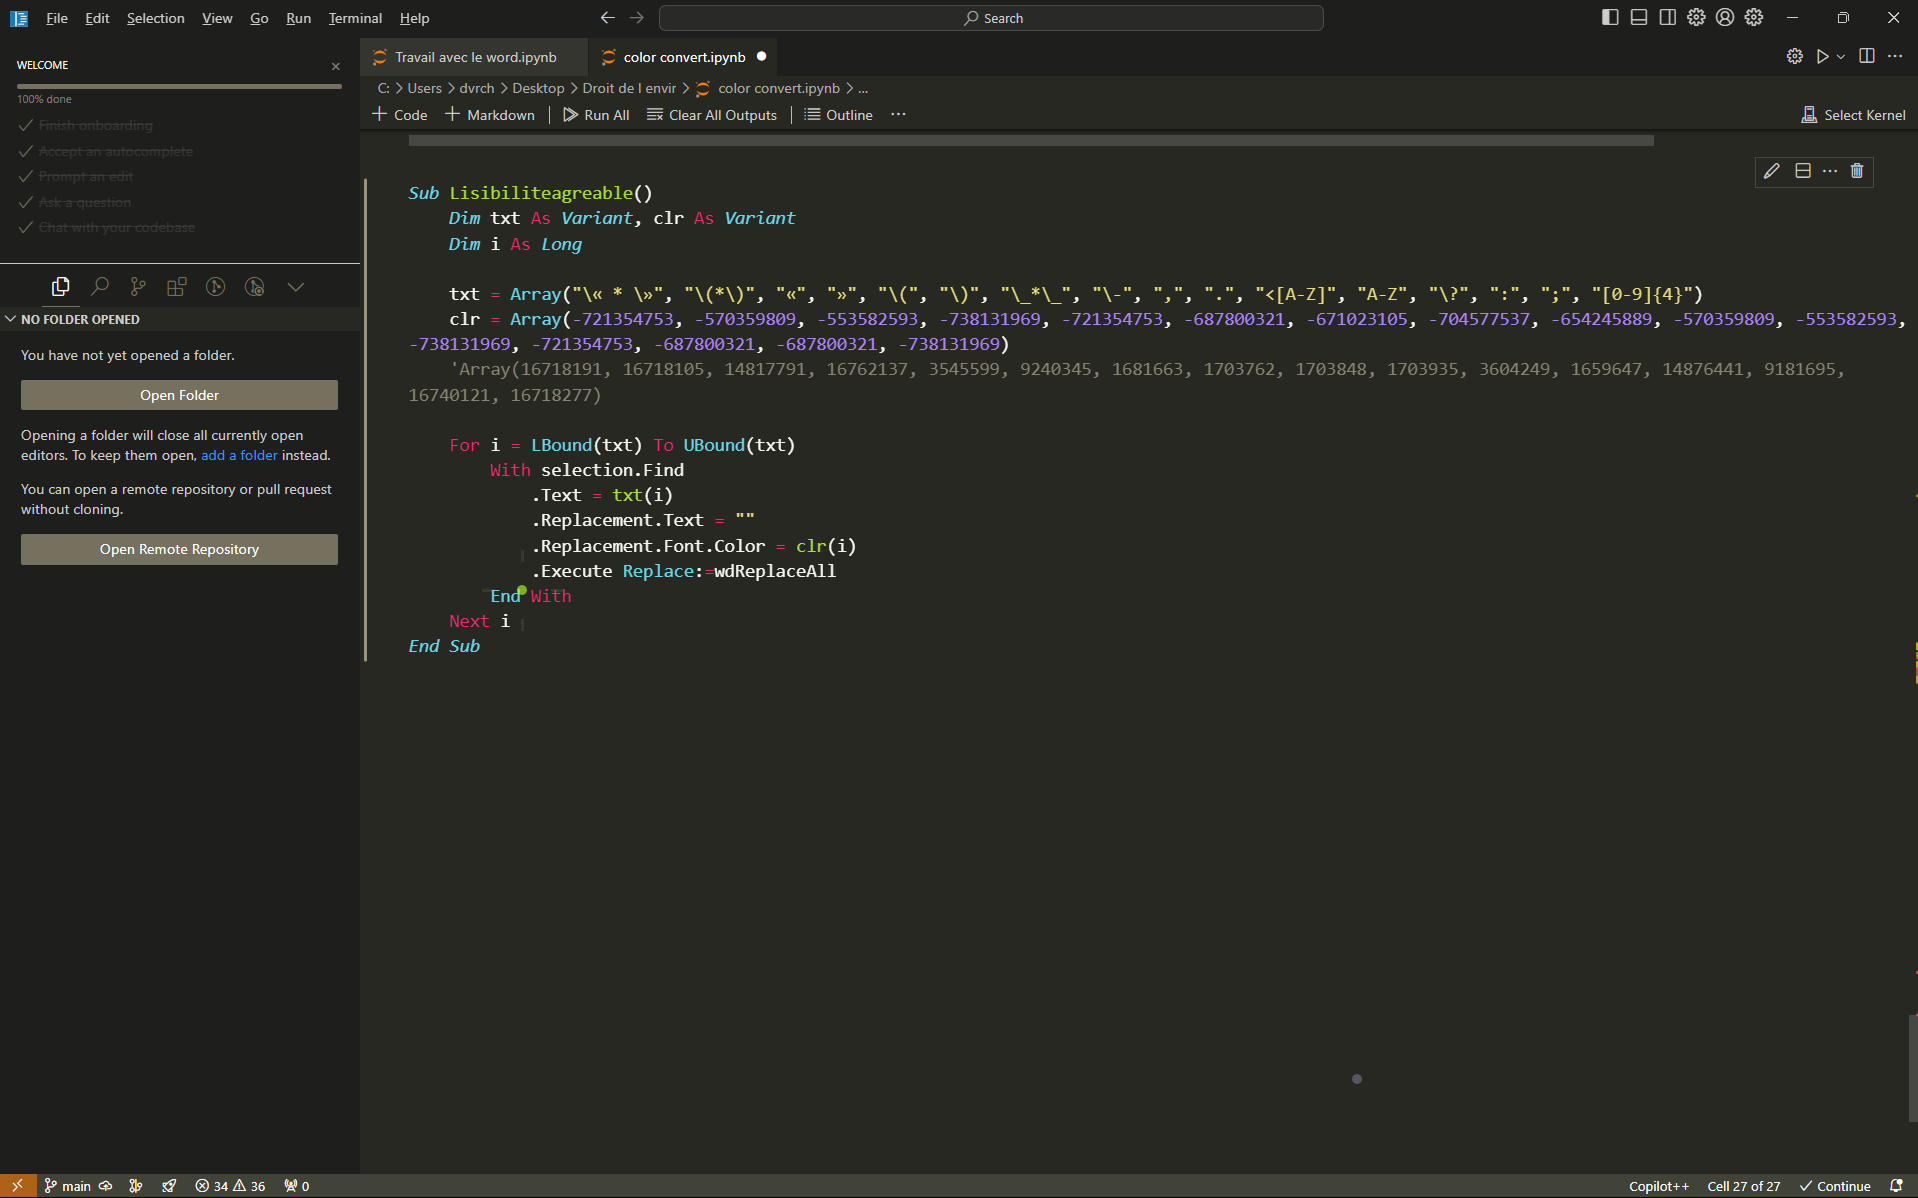 File Edit Selection View Go Run Terminal Help
Search
WELCOME
100% done
Finish onboarding
Accept an autocomplete
Prompt an edit
Ask a question
Chat with your codebase
NO FOLDER OPENED
You have not yet opened a folder.
Open Folder
Opening a folder will close all currently open
editors. To keep them open, add a folder instead.
You can open a remote repository or pull request
without cloning.
Open Remote Repository
Travail avec le word.ipynb
color convert.ipynb
C: > Users > dvrch > Desktop > Droit de l envir > color convert.ipynb > ...
+ Code + Markdown | Run All Clear All Outputs | Outline ...
Select Kernel
Sub Lisibiliteagreable()
    Dim txt As Variant, clr As Variant
    Dim i As Long
    txt = Array("\« * \»", "\(*\)", "«", "»", "\(", "\)", "\_*\_", "\-", ",", ".", "<[A-Z]", "A-Z", "\?", ":", ";", "[0-9]{4}")
    clr = Array(-721354753, -570359809, -553582593, -738131969, -721354753, -687800321, -671023105, -704577537, -654245889, -570359809, -553582593,
-738131969, -721354753, -687800321, -687800321, -738131969)
    'Array(16718191, 16718105, 14817791, 16762137, 3545599, 9240345, 1681663, 1703762, 1703848, 1703935, 3604249, 1659647, 14876441, 9181695,
16740121, 16718277)
    For i = LBound(txt) To UBound(txt)
        With selection.Find
            .Text = txt(i)
            .Replacement.Text = ""
            .Replacement.Font.Color = clr(i)
            .Execute Replace:=wdReplaceAll
        End With
    Next i
End Sub
main 34 36 0
Copilot++ Cell 27 of 27 Continue